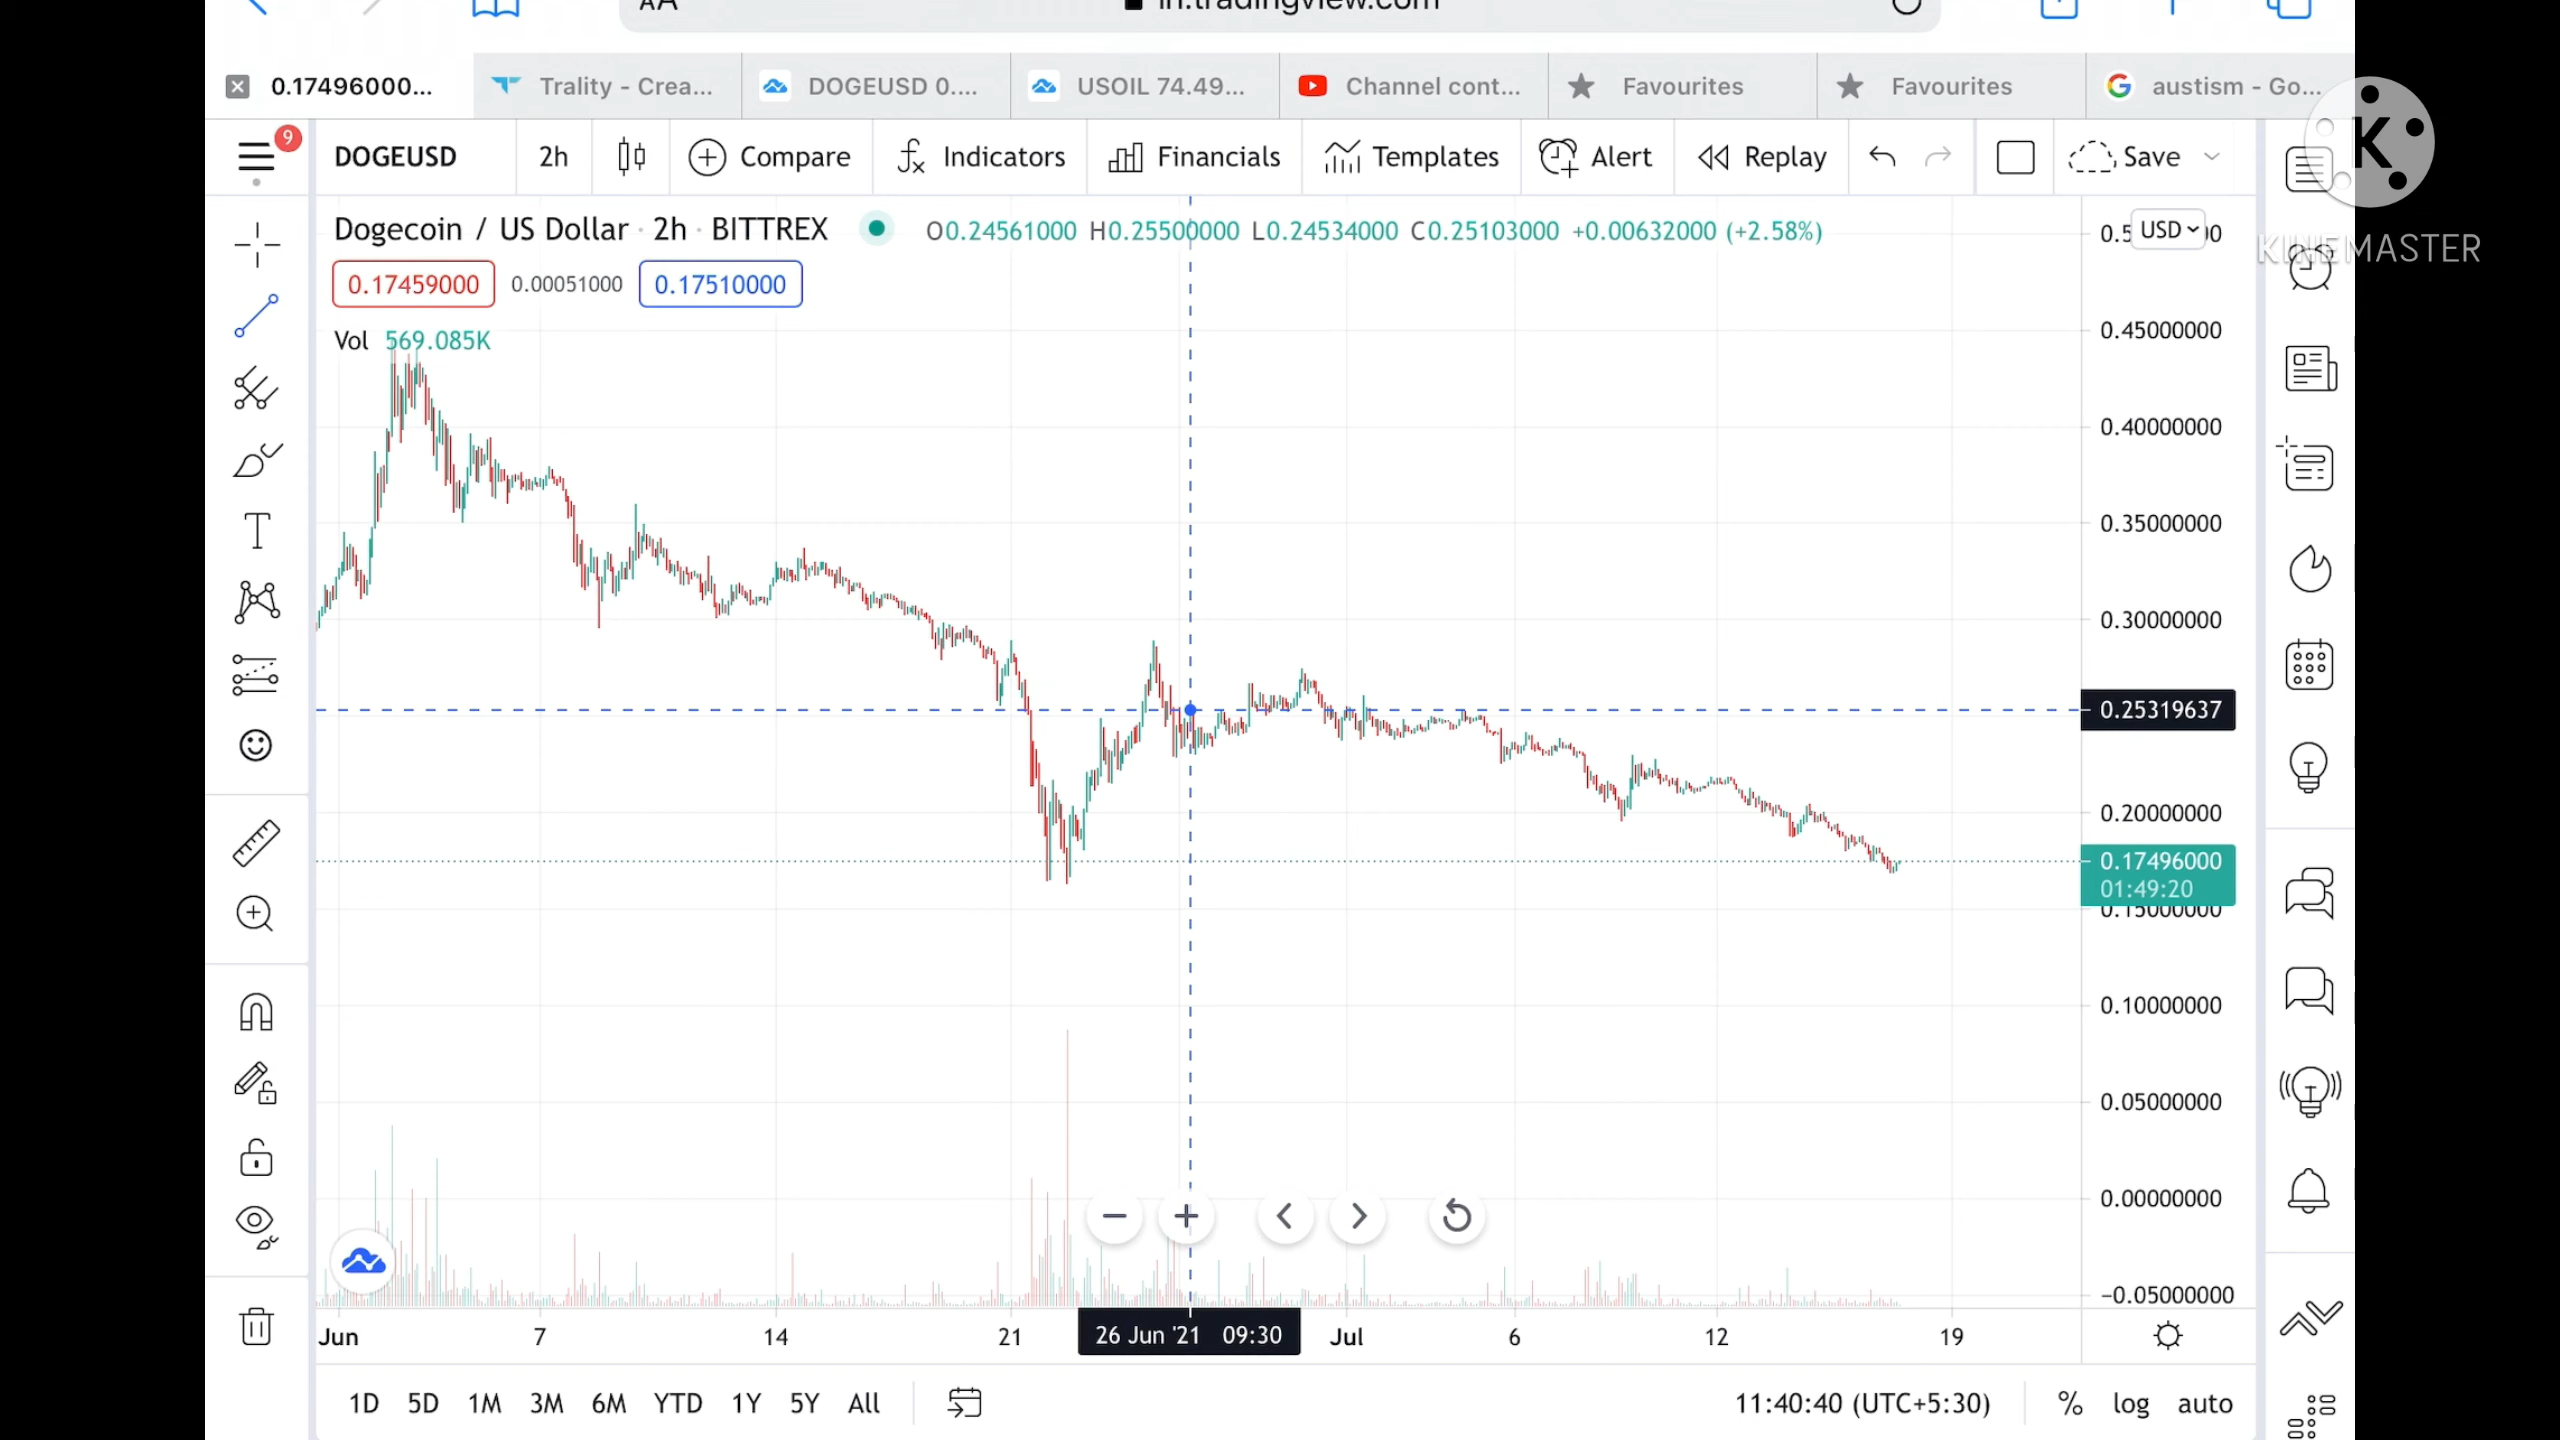 AA in.tradingview.com
0.17496000... Trality - Crea... DOGEUSD 0.... USOIL 74.49... Channel cont... Favourites Favourites austism - Go...
9
DOGEUSD 2h Compare Indicators Financials Templates Alert Replay Save
K
KINEMASTER
Dogecoin / US Dollar · 2h · BITTREX O0.24561000 H0.25500000 L0.24534000 C0.25103000 +0.00632000 (+2.58%)
USD
0.17459000 0.00051000 0.17510000
Vol 569.085K
0.45000000
0.40000000
0.35000000
0.30000000
0.25319637
0.20000000
0.17496000
01:49:20
0.15000000
0.10000000
0.05000000
0.00000000
−0.05000000
Jun 7 14 21 26 Jun '21 09:30 Jul 6 12 19
1D 5D 1M 3M 6M YTD 1Y 5Y All 11:40:40 (UTC+5:30) % log auto